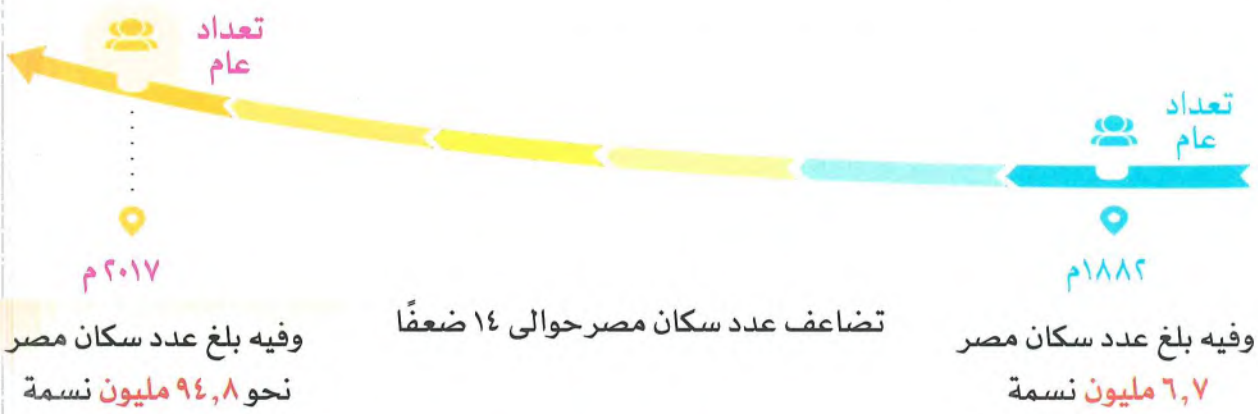 تعداد
عام
١٨٨٢م
وفيه بلغ عدد سكان مصر
٦,٧ مليون نسمة
تضاعف عدد سكان مصر حوالى ١٤ ضعفًا
تعداد
عام
٢٠١٧ م
وفيه بلغ عدد سكان مصر
نحو ٩٤,٨ مليون نسمة